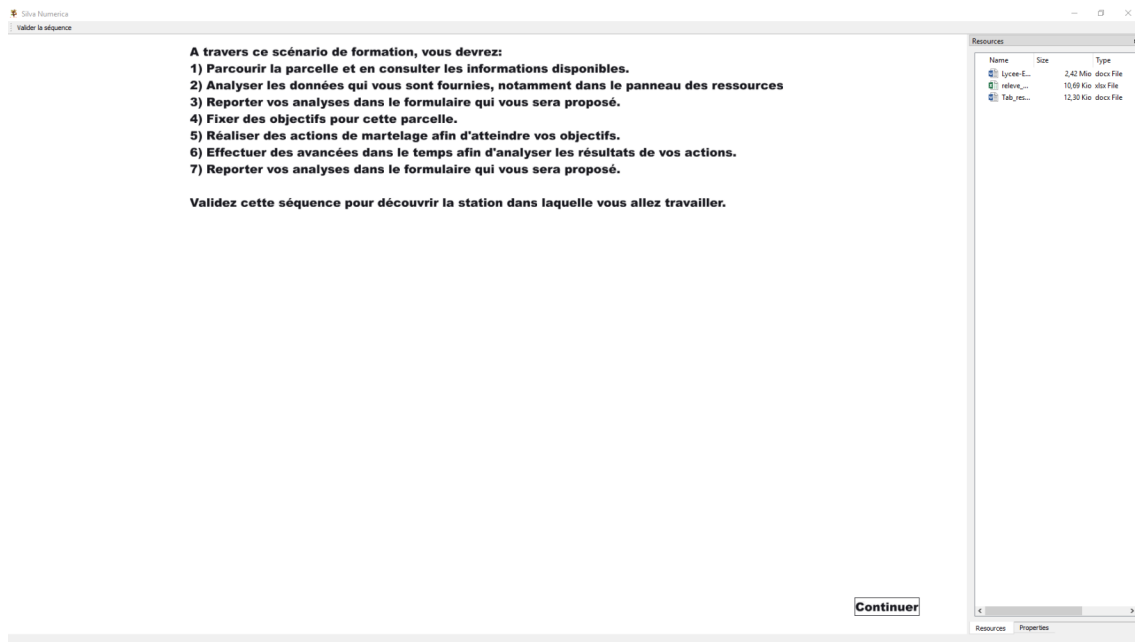 Silva Numerica
Valider la séquence
A travers ce scénario de formation, vous devrez:
1) Parcourir la parcelle et en consulter les informations disponibles.
2) Analyser les données qui vous sont fournies, notamment dans le panneau des ressources
3) Reporter vos analyses dans le formulaire qui vous sera proposé.
4) Fixer des objectifs pour cette parcelle.
5) Réaliser des actions de martelage afin d'atteindre vos objectifs.
6) Effectuer des avancées dans le temps afin d'analyser les résultats de vos actions.
7) Reporter vos analyses dans le formulaire qui vous sera proposé.
Validez cette séquence pour découvrir la station dans laquelle vous allez travailler.
Continuer
Resources
Name Size Type
Lycee-E... 2,42 Mio docx File
releve_... 10,69 Kio xlsx File
Tab_res... 12,30 Kio docx File
Resources Properties